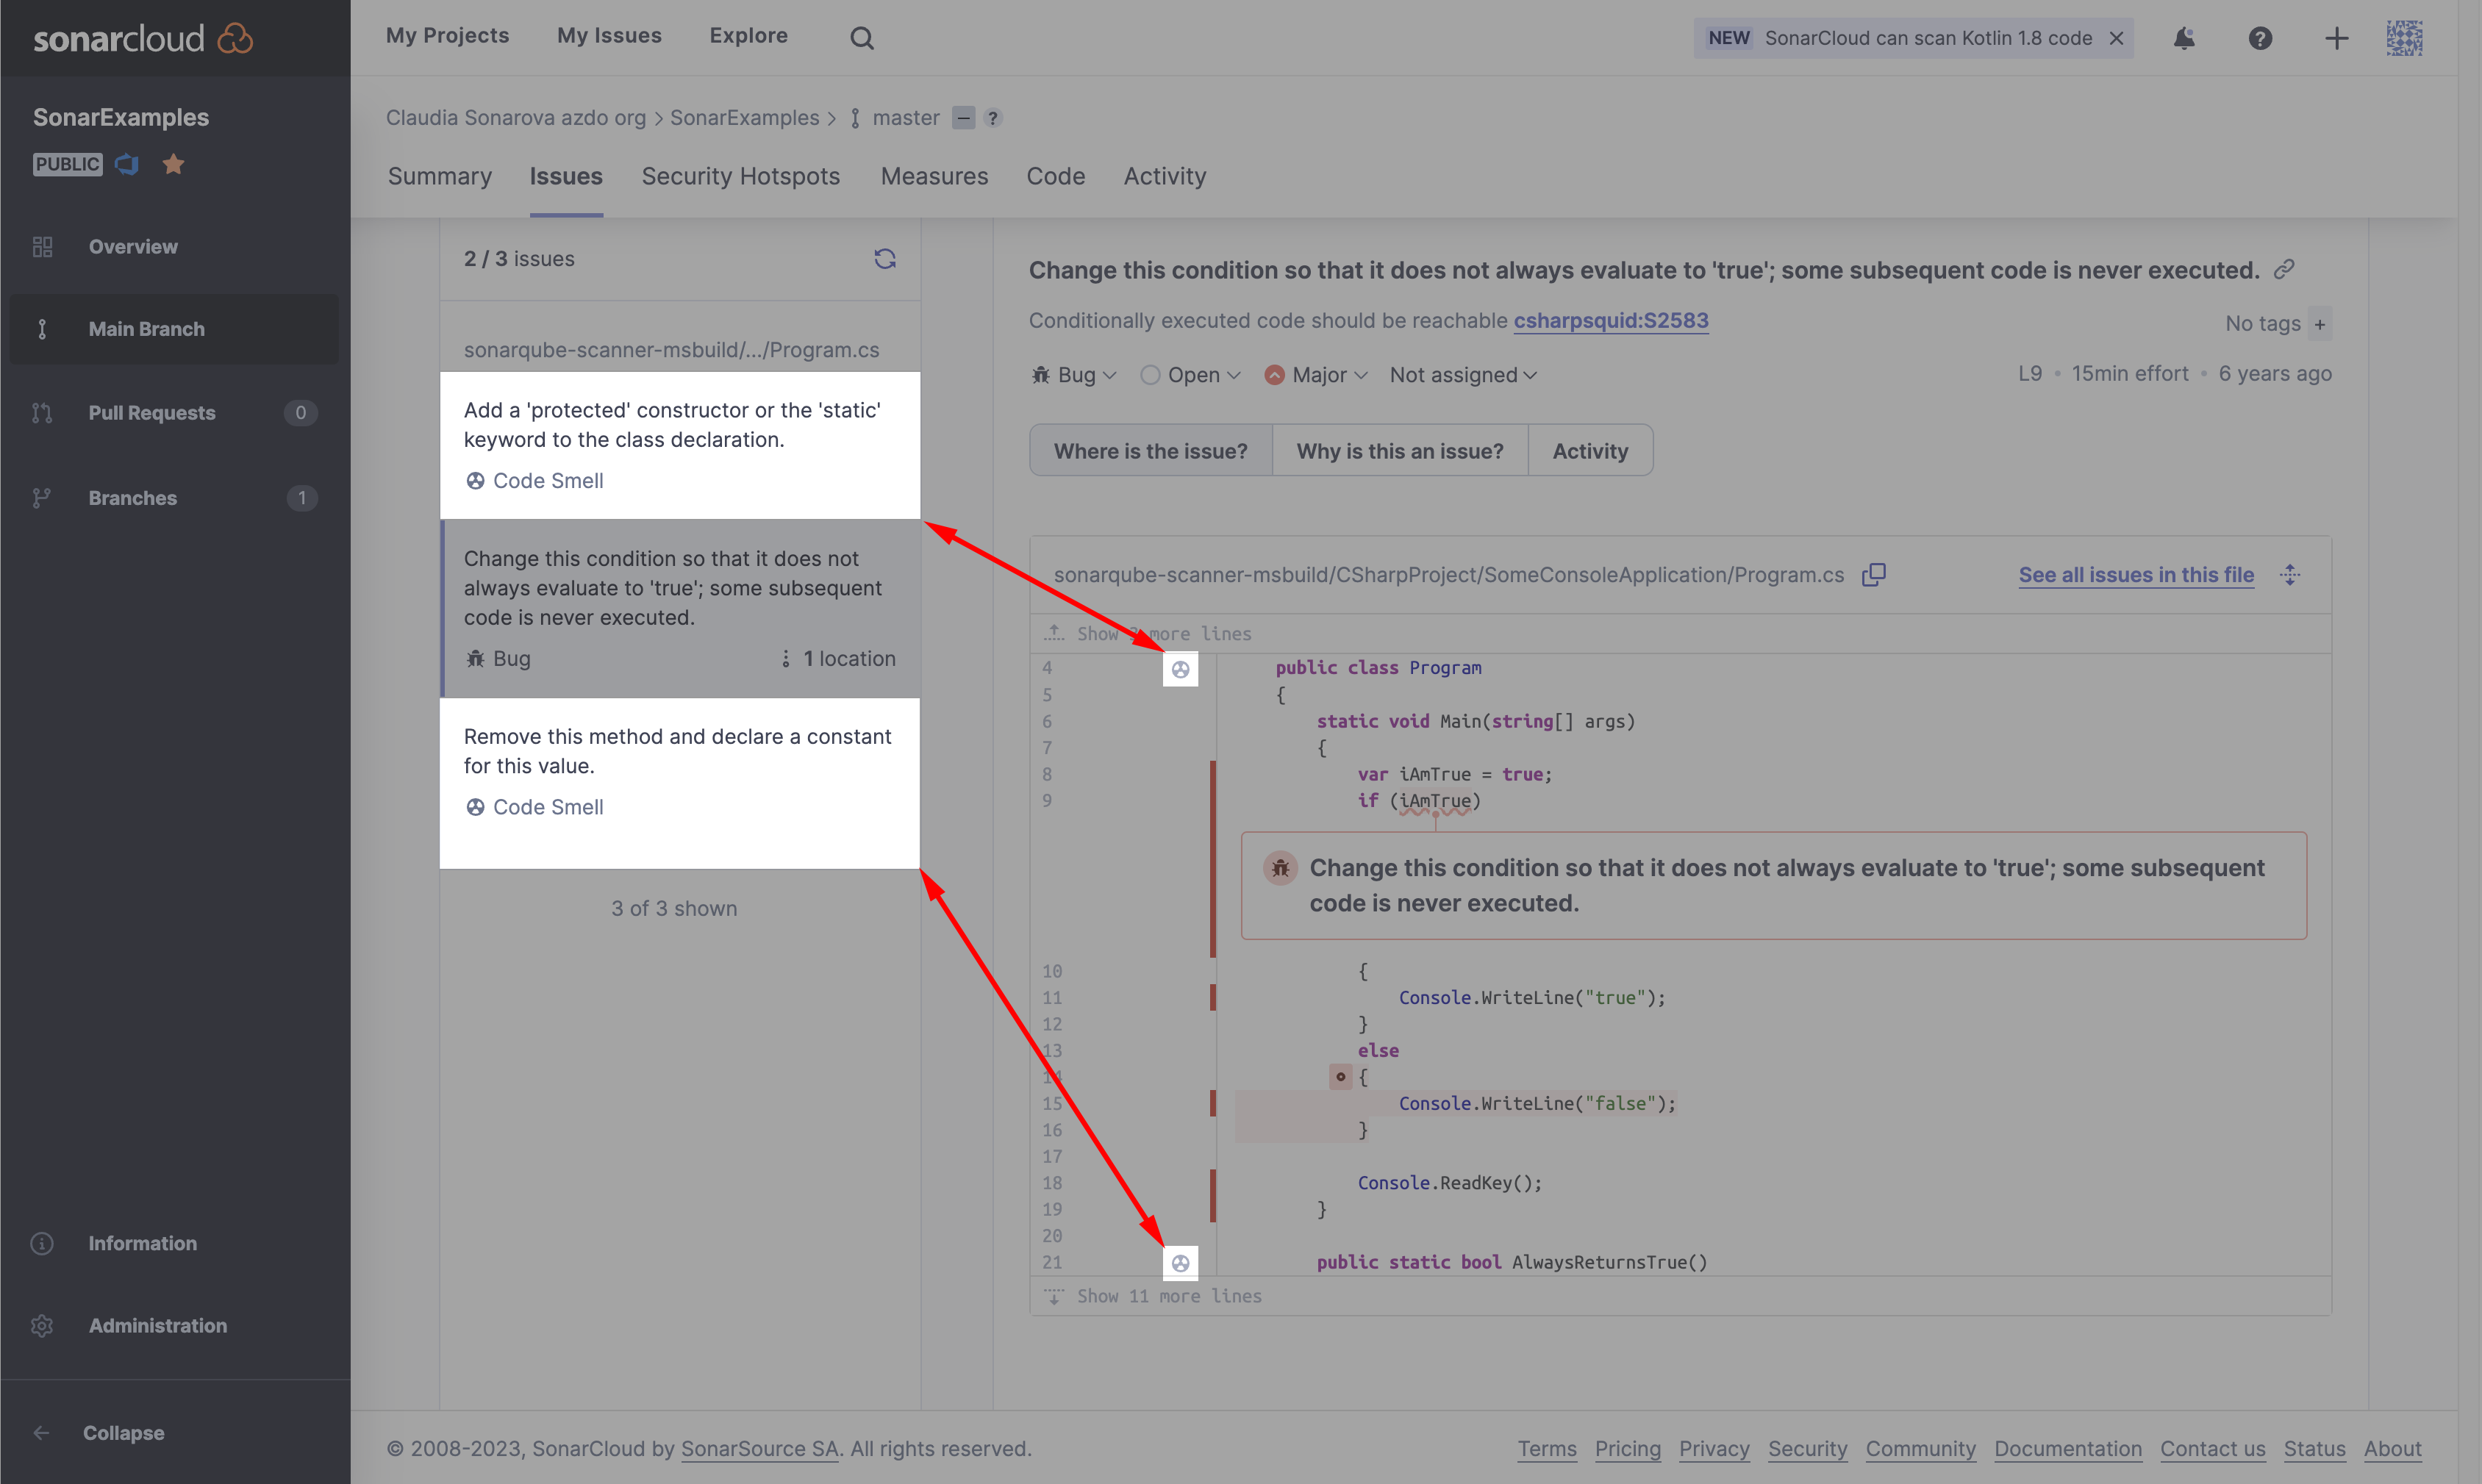 sonarcloud
My Projects My Issues Explore
NEW SonarCloud can scan Kotlin 1.8 code
SonarExamples
PUBLIC
Overview
Main Branch
Pull Requests 0
Branches 1
Information
Administration
Collapse
Claudia Sonarova azdo org > SonarExamples > master
Summary Issues Security Hotspots Measures Code Activity
2 / 3 issues
sonarqube-scanner-msbuild/.../Program.cs
Add a 'protected' constructor or the 'static'
keyword to the class declaration.
Code Smell
Change this condition so that it does not
always evaluate to 'true'; some subsequent
code is never executed.
Bug 1 location
Remove this method and declare a constant
for this value.
Code Smell
3 of 3 shown
Change this condition so that it does not always evaluate to 'true'; some subsequent code is never executed.
Conditionally executed code should be reachable csharpsquid:S2583
No tags +
Bug Open Major Not assigned
L9 • 15min effort • 6 years ago
Where is the issue? Why is this an issue? Activity
sonarqube-scanner-msbuild/CSharpProject/SomeConsoleApplication/Program.cs
See all issues in this file
Show more lines
4 public class Program
5 {
6 static void Main(string[] args)
7 {
8 var iAmTrue = true;
9 if (iAmTrue)
Change this condition so that it does not always evaluate to 'true'; some subsequent
code is never executed.
10 {
11 Console.WriteLine("true");
12 }
13 else
14 {
15 Console.WriteLine("false");
16 }
17
18 Console.ReadKey();
19 }
20
21 public static bool AlwaysReturnsTrue()
Show 11 more lines
© 2008-2023, SonarCloud by SonarSource SA. All rights reserved.
Terms Pricing Privacy Security Community Documentation Contact us Status About